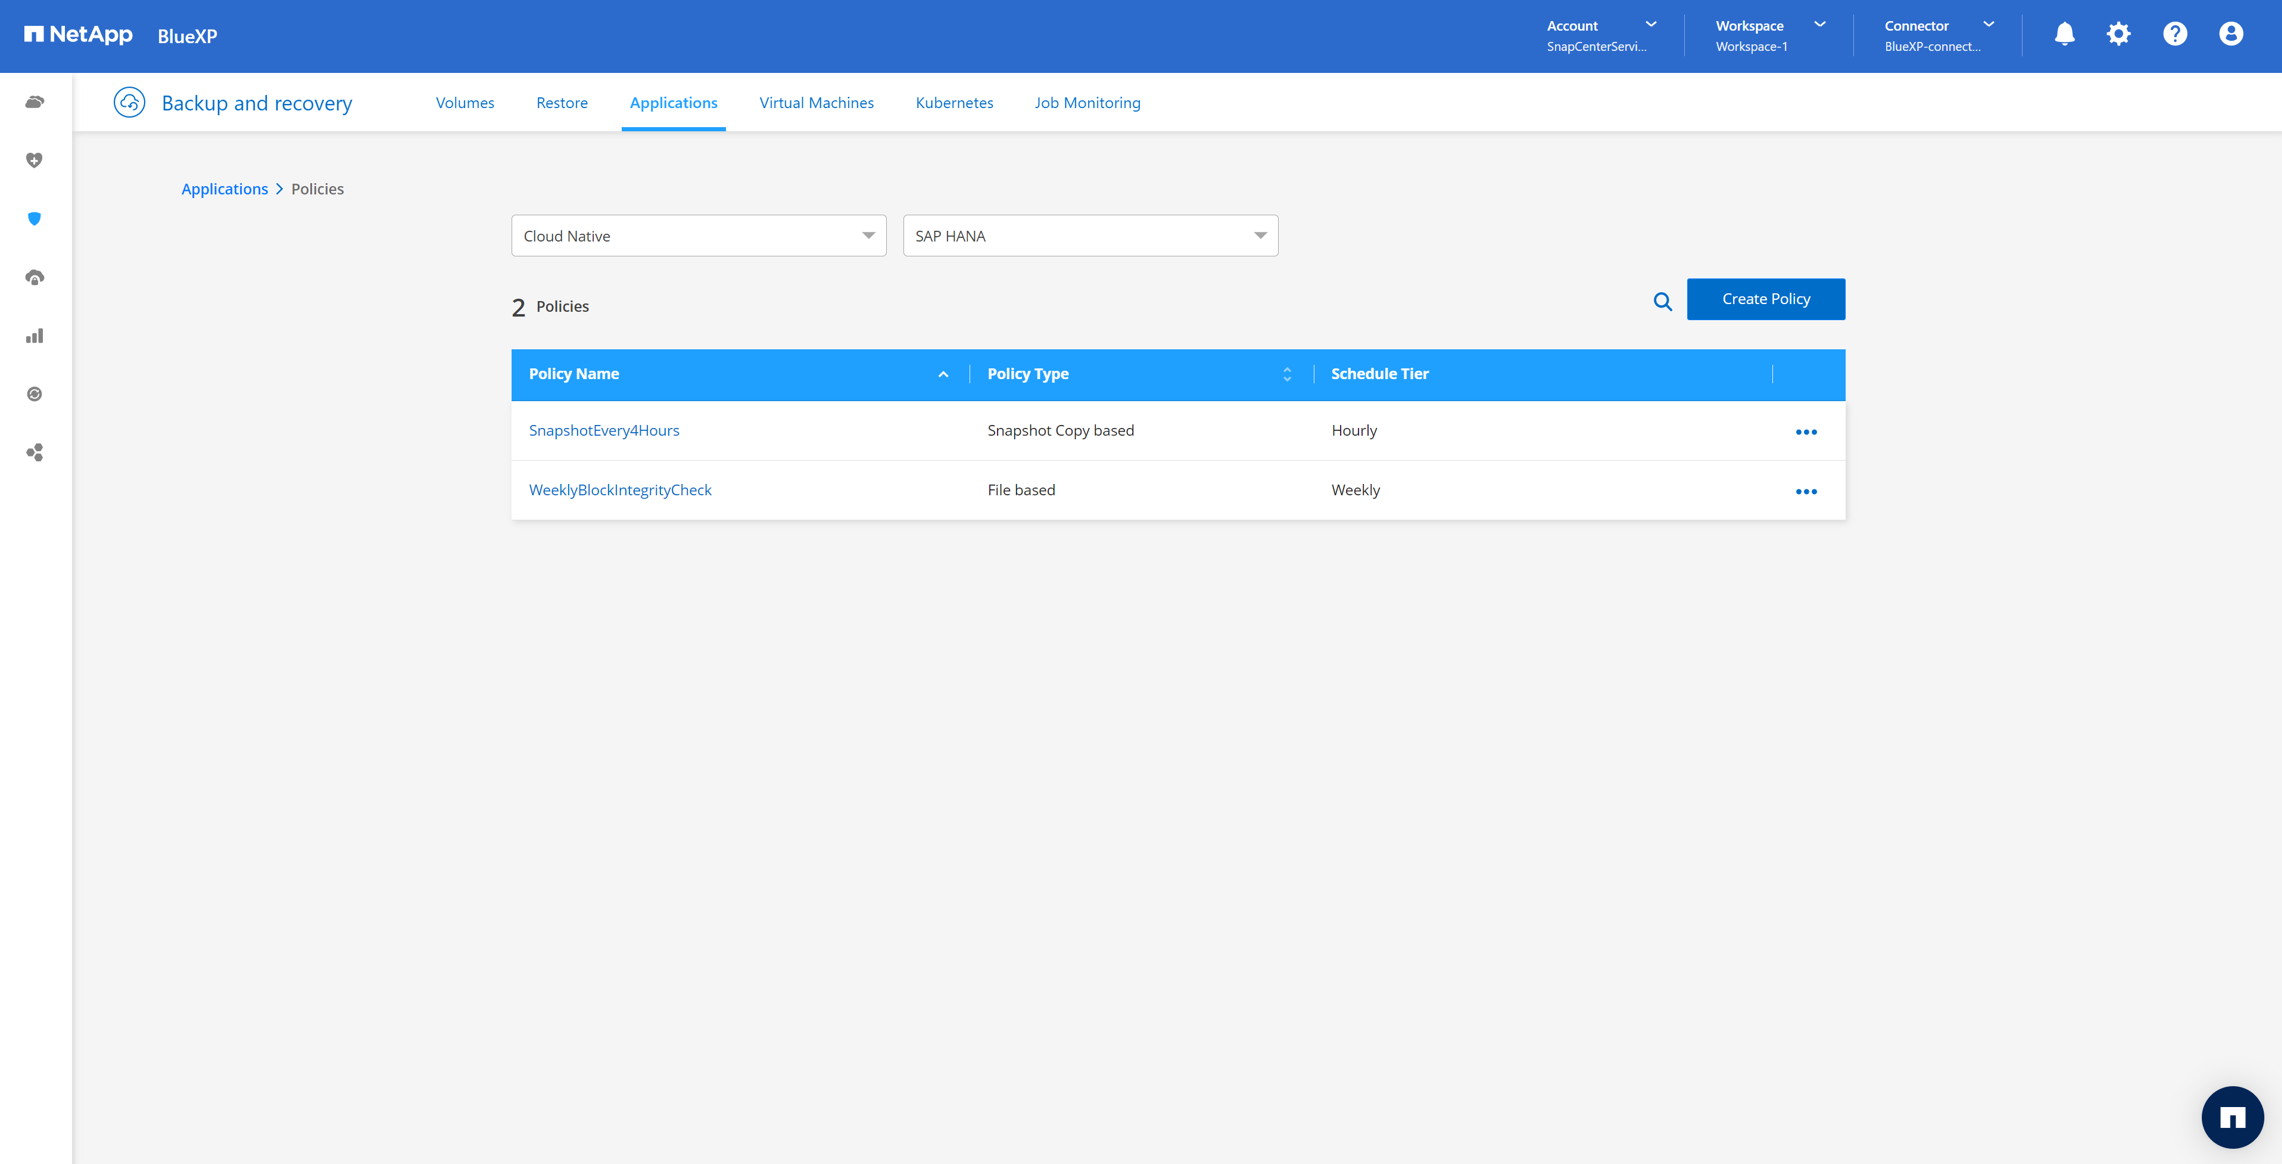 NetApp BlueXP
Account
SnapCenterServi...
Workspace
Workspace-1
Connector
BlueXP-connect...
Backup and recovery
Volumes
Restore
Applications
Virtual Machines
Kubernetes
Job Monitoring
Applications > Policies
Cloud Native
SAP HANA
2 Policies
Create Policy
Policy Name
Policy Type
Schedule Tier
SnapshotEvery4Hours
Snapshot Copy based
Hourly
WeeklyBlockIntegrityCheck
File based
Weekly